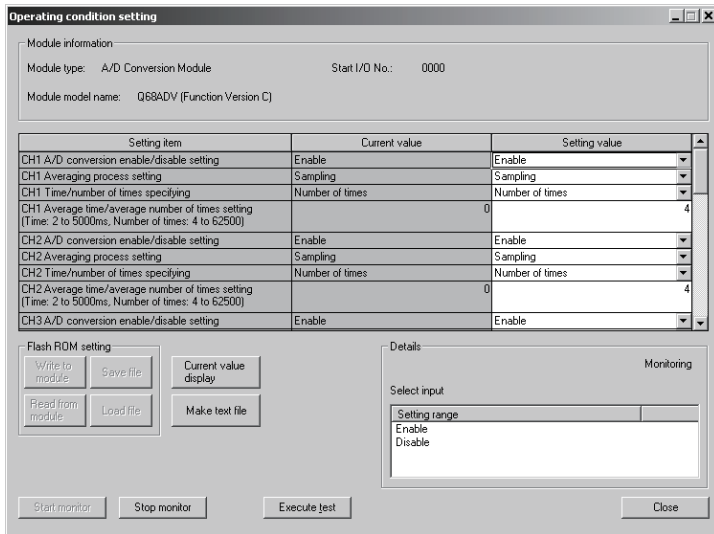 Operating condition setting
Module information
Module type: A/D Conversion Module Start I/O No.: 0000
Module model name: Q68ADV (Function Version C)
Setting item Current value Setting value
CH1 A/D conversion enable/disable setting Enable Enable
CH1 Averaging process setting Sampling Sampling
CH1 Time/number of times specifying Number of times Number of times
CH1 Average time/average number of times setting 0 4
(Time: 2 to 5000ms, Number of times: 4 to 62500)
CH2 A/D conversion enable/disable setting Enable Enable
CH2 Averaging process setting Sampling Sampling
CH2 Time/number of times specifying Number of times Number of times
CH2 Average time/average number of times setting 0 4
(Time: 2 to 5000ms, Number of times: 4 to 62500)
CH3 A/D conversion enable/disable setting Enable Enable
Flash ROM setting
Write to
module
Save file
Current value
display
Read from
module
Load file
Make text file
Details
Monitoring
Select input
Setting range
Enable
Disable
Start monitor Stop monitor Execute test Close